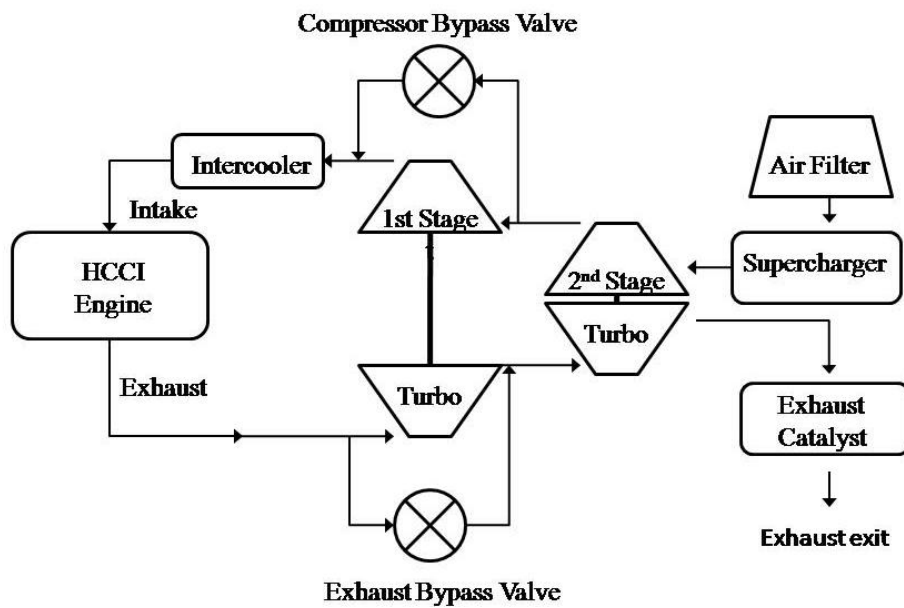 Compressor Bypass Valve
Air Filter
Intercooler
Intake
1st Stage
HCCI
Engine
2nd Stage
Supercharger
Turbo
Exhaust
Turbo
Exhaust
Catalyst
Exhaust exit
Exhaust Bypass Valve